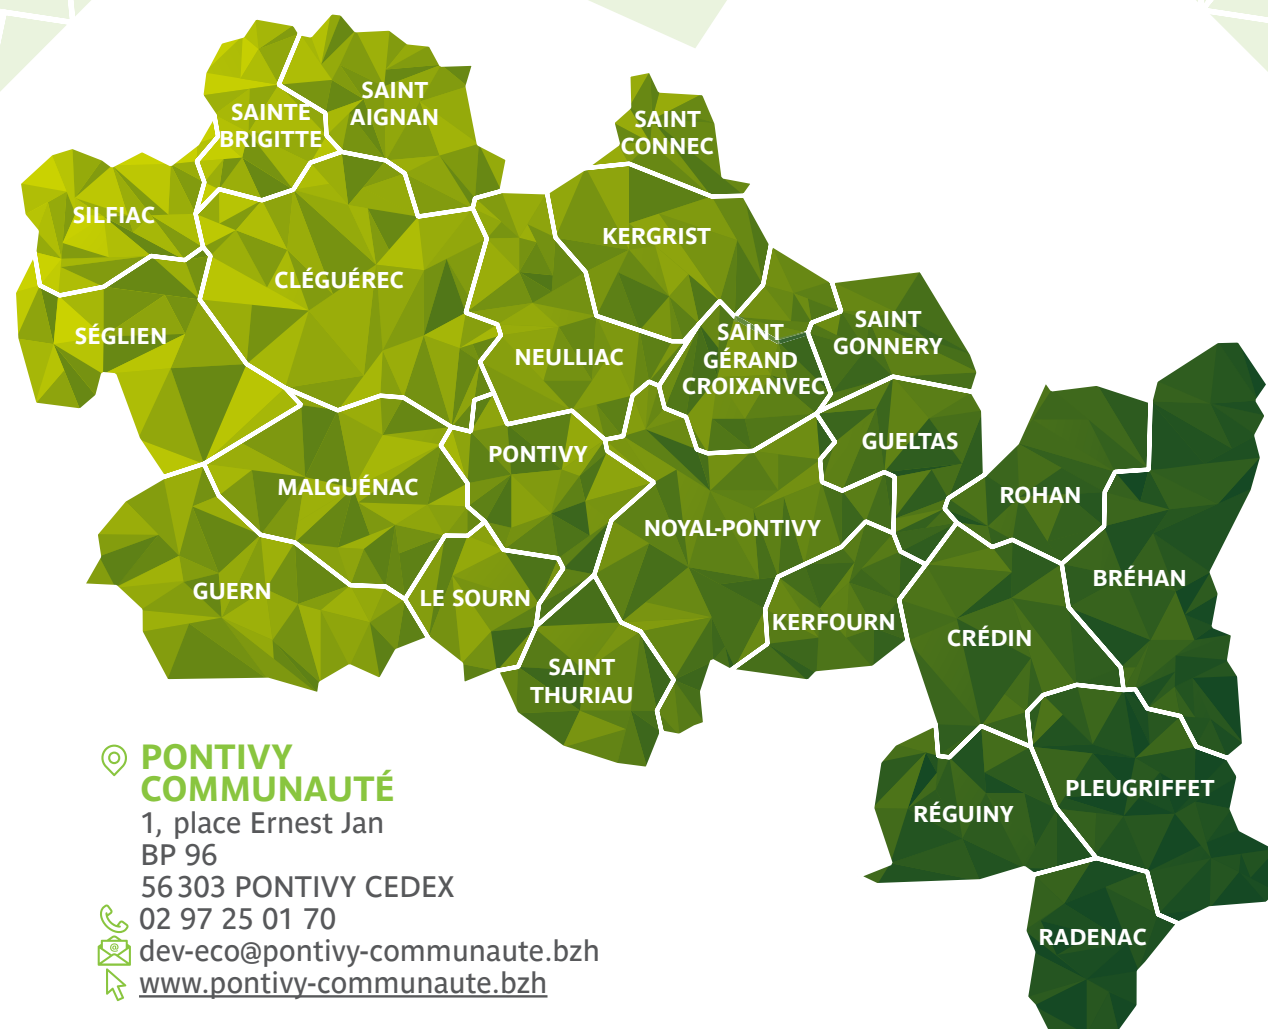 SAINT
AIGNAN
SAINTE
BRIGITTE
SAINT
CONNEC
SILFIAC
KERGRIST
CLÉGUÉREC
SÉGLIEN
NEULLIAC
SAINT
GÉRAND
CROIXANVEC
SAINT
GONNERY
PONTIVY
GUELTAS
MALGUÉNAC
ROHAN
NOYAL-PONTIVY
GUERN
LE SOURN
BRÉHAN
KERFOURN
CRÉDIN
SAINT
THURIAU
PLEUGRIFFET
RÉGUINY
RADENAC
PONTIVY
COMMUNAUTÉ
1, place Ernest Jan
BP 96
56 303 PONTIVY CEDEX
02 97 25 01 70
dev-eco@pontivy-communaute.bzh
www.pontivy-communaute.bzh